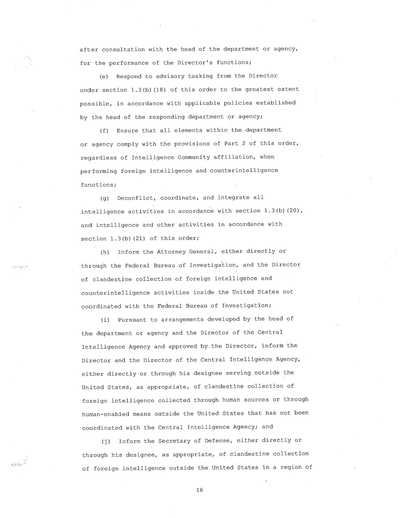 after consultation with the head of the department or agency,
for the performance of the Director's functions;
(e) Respond to advisory tasking from the Director
under section 1.3(b)(18) of this order to the greatest extent
possible, in accordance with applicable policies established
by the head of the responding department or agency;
(f) Ensure that all elements within the department
or agency comply with the provisions of Part 2 of this order,
regardless of Intelligence Community affiliation, when
performing foreign intelligence and counterintelligence
functions;
(g) Deconflict, coordinate, and integrate all
intelligence activities in accordance with section 1.3(b)(20),
and intelligence and other activities in accordance with
section 1.3(b)(21) of this order;
(h) Inform the Attorney General, either directly or
through the Federal Bureau of Investigation, and the Director
of clandestine collection of foreign intelligence and
counterintelligence activities inside the United States not
coordinated with the Federal Bureau of Investigation;
(i) Pursuant to arrangements developed by the head of
the department or agency and the Director of the Central
Intelligence Agency and approved by the Director, inform the
Director and the Director of the Central Intelligence Agency,
either directly or through his designee serving outside the
United States, as appropriate, of clandestine collection of
foreign intelligence collected through human sources or through
human-enabled means outside the United States that has not been
coordinated with the Central Intelligence Agency; and
(j) Inform the Secretary of Defense, either directly or
through his designee, as appropriate, of clandestine collection
of foreign intelligence outside the United States in a region of
16